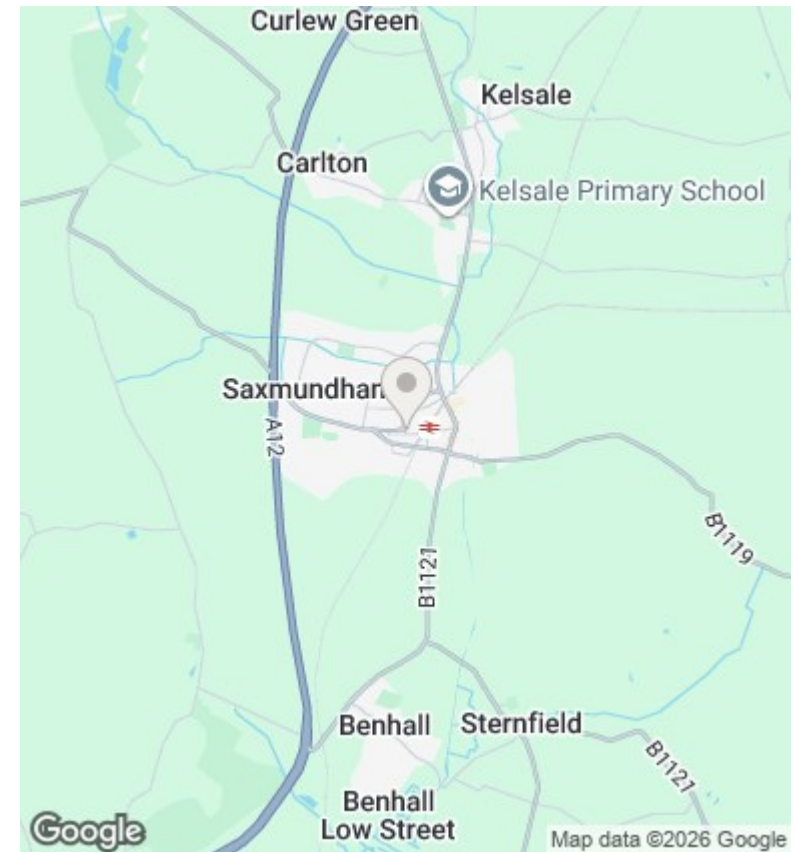 Curlew Green
Kelsale
Carlton
Kelsale Primary School
Saxmundham
A12
B1119
B1121
Benhall
Sternfield
B1121
Benhall
Low Street
Google
Map data ©2026 Google